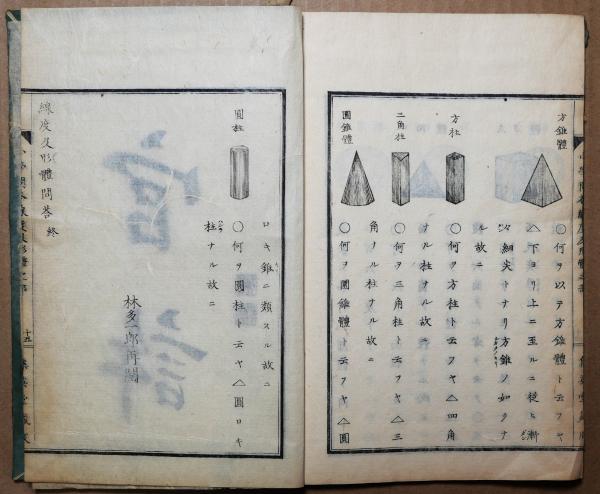 方錐體
○何ヲ以テ方錐體ト云フヤ
△下ヨリ上ニ至ルニ從ヒ漸
々細尖トナリ方錐ノ如クナ
ル故ニ
方柱
○何ヲ方柱ト云フヤ△四角
ナル柱ナル故ニ
三角柱
○何ヲ三角柱ト云フヤ△三
角ナル柱ナル故ニ
圓錐體
○何ヲ圓錐體ト云フヤ△圓
ロキ錐ニ類スル故ニ
圓柱
○何ヲ圓柱ト云フヤ△圓ロキ
柱ナル故ニ
林多一郎再閲
線度及形體問答終